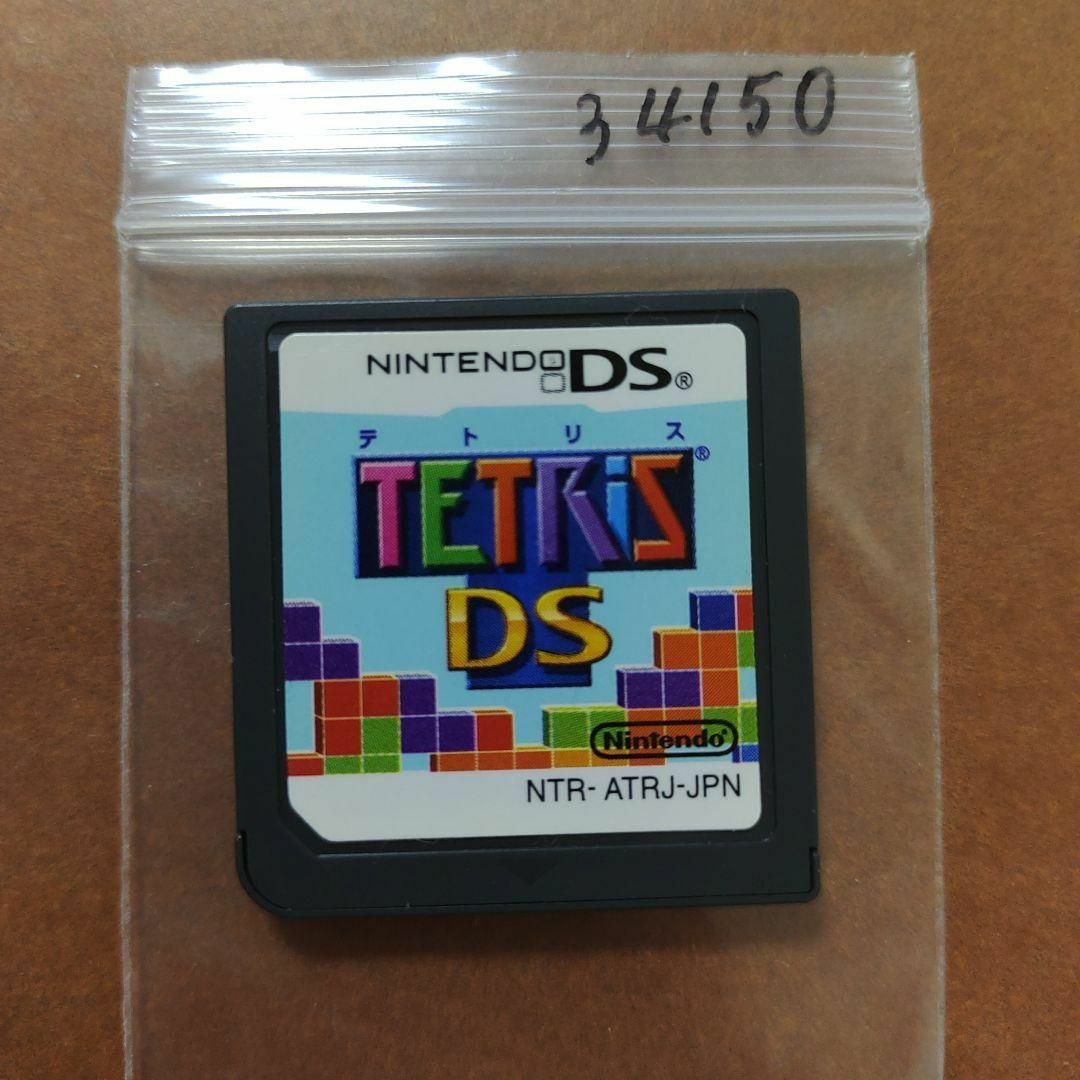 34150
NINTENDO DS®
テトリス
TETRiS®
DS
Nintendo®
NTR- ATRJ-JPN